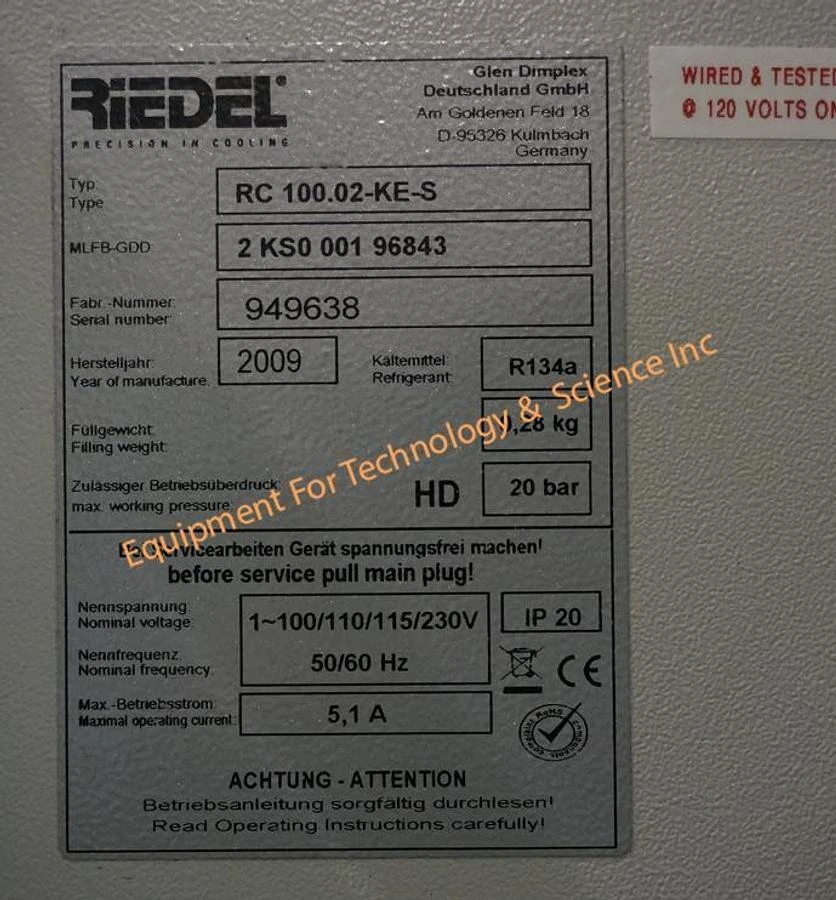 RIEDEL®
PRECISION IN COOLING
Glen Dimplex
Deutschland GmbH
Am Goldenen Feld 18
D-95326 Kulmbach
Germany
WIRED & TESTED
@ 120 VOLTS
Typ
Type
RC 100.02-KE-S
MLFB-GDD
2 KS0 001 96843
Fabr.-Nummer:
Serial number:
949638
Herstelljahr:
Year of manufacture:
2009
Kältemittel:
Refrigerant:
R134a
Füllgewicht:
Filling weight:
0,28 kg
Zulässiger Betriebsüberdruck:
max. working pressure:
HD
20 bar
Equipment For Technology & Science Inc
Servicearbeiten Gerät spannungsfrei machen!
before service pull main plug!
Nennspannung:
Nominal voltage:
1~100/110/115/230V
IP 20
Nennfrequenz:
Nominal frequency:
50/60 Hz
CE
Max.-Betriebsstrom:
Maximal operating current:
5,1 A
RoHS
ACHTUNG - ATTENTION
Betriebsanleitung sorgfältig durchlesen!
Read Operating Instructions carefully!